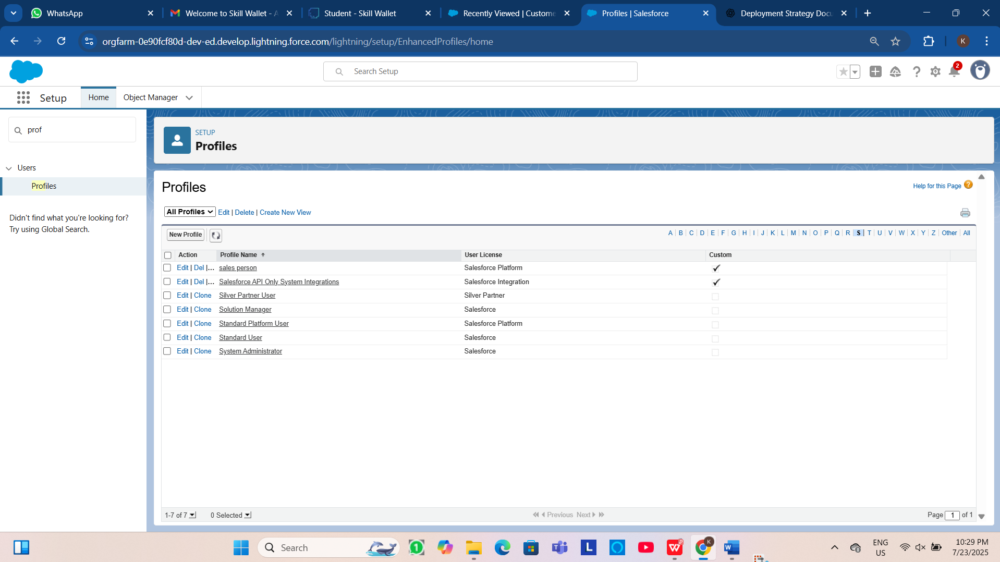 WhatsApp
Welcome to Skill Wallet - A
Student - Skill Wallet
Recently Viewed | Custome
Profiles | Salesforce
Deployment Strategy Docu
orgfarm-0e90fcf80d-dev-ed.develop.lightning.force.com/lightning/setup/EnhancedProfiles/home
K
Search Setup
2
Setup
Home
Object Manager
prof
Users
Profiles
Didn't find what you're looking for?
Try using Global Search.
SETUP
Profiles
Profiles
Help for this Page ?
All Profiles Edit | Delete | Create New View
New Profile
A B C D E F G H I J K L M N O P Q R S T U V W X Y Z Other All
Action Profile Name User License Custom
Edit | Del |... sales person Salesforce Platform
Edit | Del |... Salesforce API Only System Integrations Salesforce Integration
Edit | Clone Silver Partner User Silver Partner
Edit | Clone Solution Manager Salesforce
Edit | Clone Standard Platform User Salesforce Platform
Edit | Clone Standard User Salesforce
Edit | Clone System Administrator Salesforce
1-7 of 7 0 Selected Previous Next Page 1 of 1
Search
1
L
W
K
W
ENG
US
10:29 PM
7/23/2025